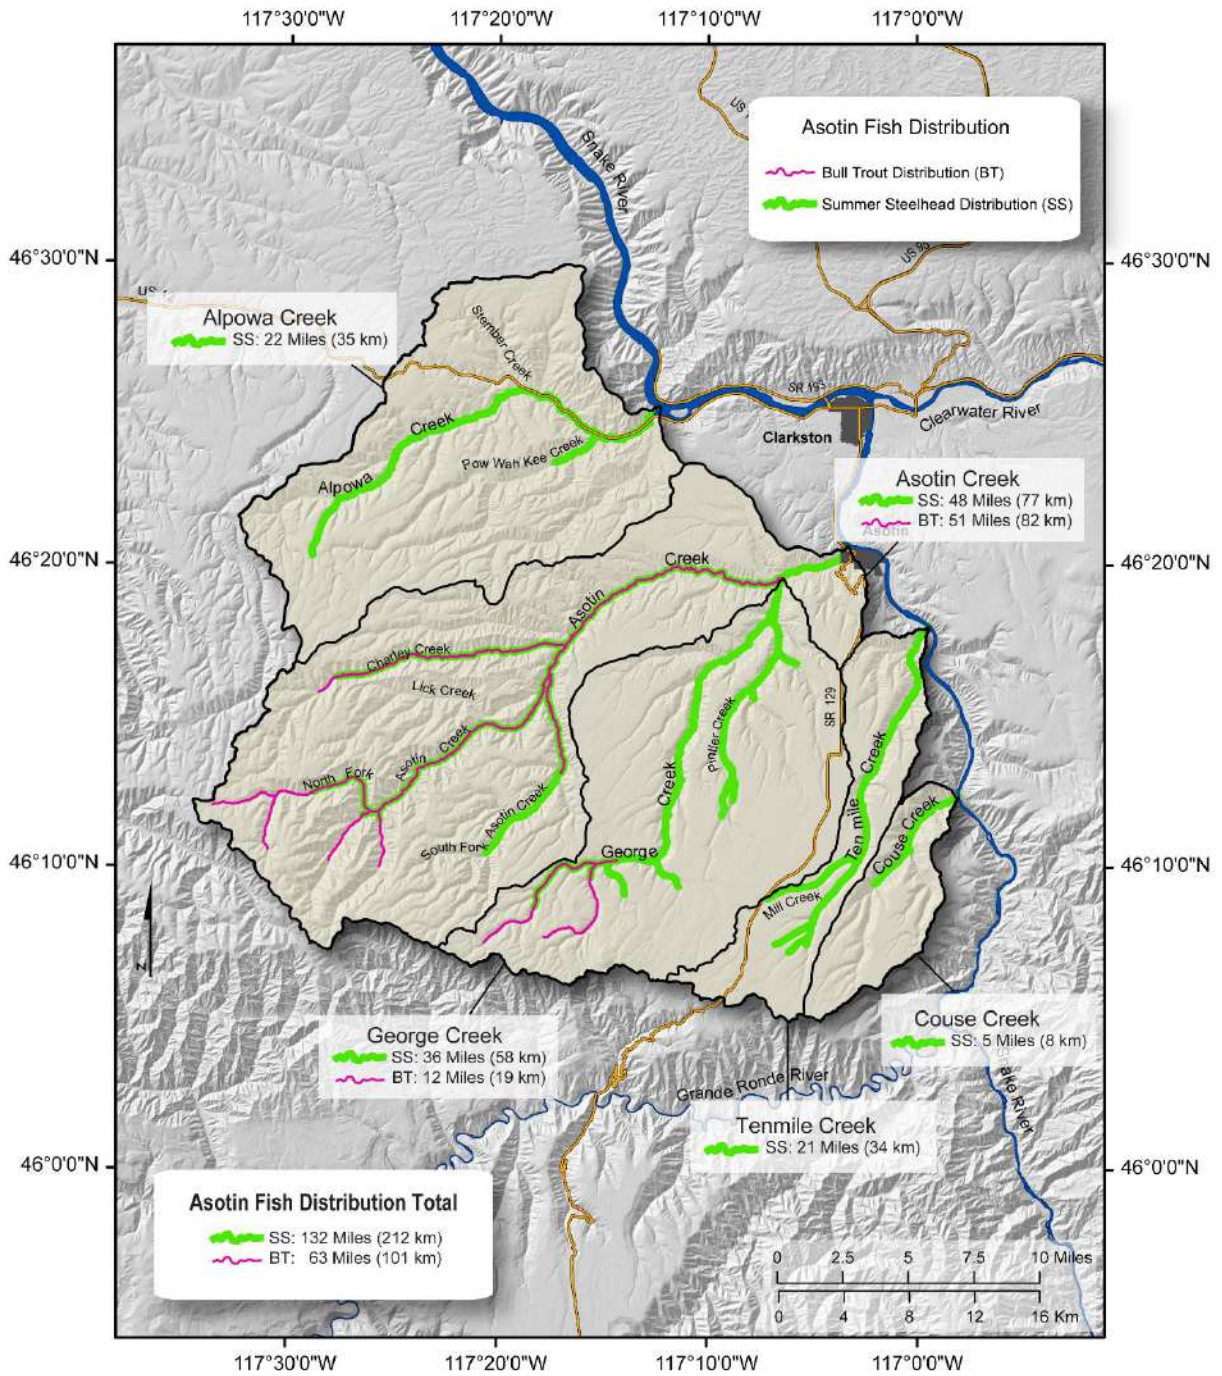 117°30'0"W 117°20'0"W 117°10'0"W 117°0'0"W
Asotin Fish Distribution
Bull Trout Distribution (BT)
Summer Steelhead Distribution (SS)
Snake River
US 95
46°30'0"N 46°30'0"N
Alpowa Creek
SS: 22 Miles (35 km)
Stember Creek
SR 193
Clearwater River
Clarkston
Alpowa Creek
Pow Wah Kee Creek
Asotin Creek
SS: 48 Miles (77 km)
BT: 51 Miles (82 km)
Asotin
46°20'0"N 46°20'0"N
Asotin Creek
Charley Creek
Lick Creek
SR 129
Pintler Creek
North Fork Asotin Creek
South Fork Asotin Creek
George Creek
Ten mile Creek
Couse Creek
Mill Creek
46°10'0"N 46°10'0"N
N
George Creek
SS: 36 Miles (58 km)
BT: 12 Miles (19 km)
Couse Creek
SS: 5 Miles (8 km)
Grande Ronde River
Snake River
Tenmile Creek
SS: 21 Miles (34 km)
46°0'0"N 46°0'0"N
Asotin Fish Distribution Total
SS: 132 Miles (212 km)
BT: 63 Miles (101 km)
0 2.5 5 7.5 10 Miles
0 4 8 12 16 Km
117°30'0"W 117°20'0"W 117°10'0"W 117°0'0"W